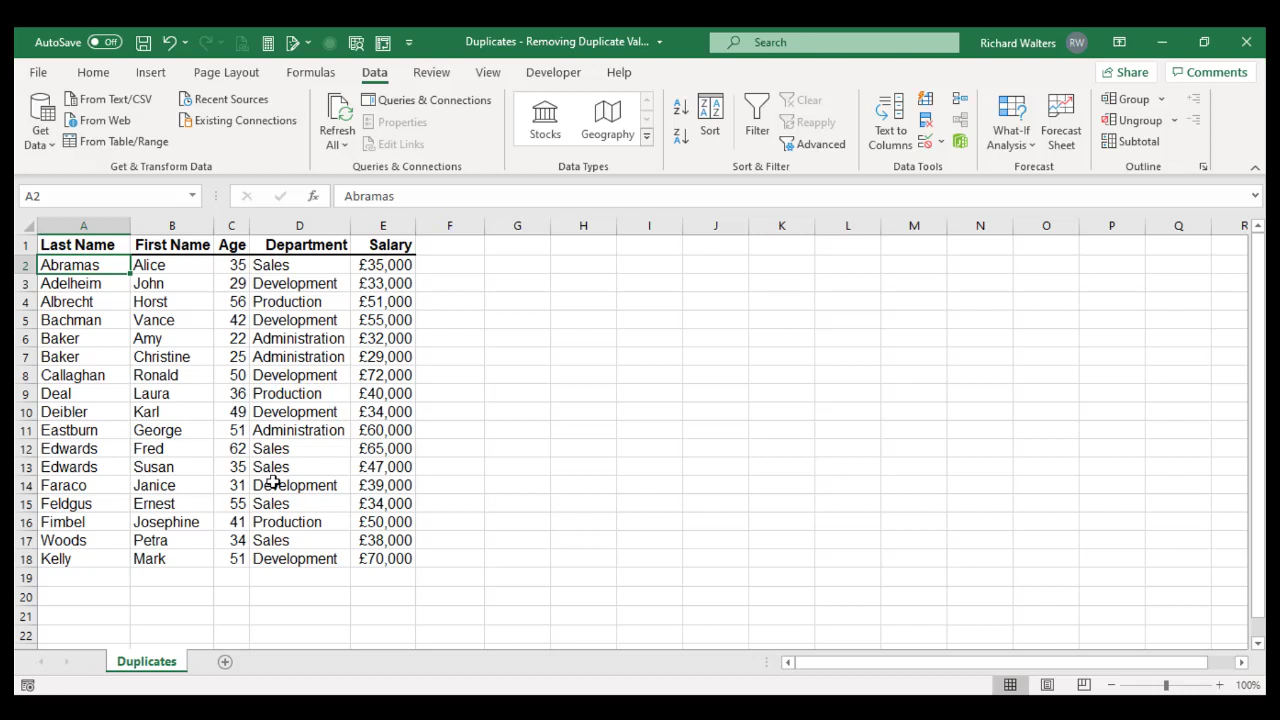 AutoSave Off Duplicates - Removing Duplicate Val... Search Richard Walters RW
File Home Insert Page Layout Formulas Data Review View Developer Help Share Comments
Get Data From Text/CSV From Web From Table/Range Recent Sources Existing Connections
Refresh All Queries & Connections Properties Edit Links
Stocks Geography
Sort Filter Clear Reapply Advanced
Text to Columns
What-If Analysis Forecast Sheet
Group Ungroup Subtotal
Get & Transform Data Queries & Connections Data Types Sort & Filter Data Tools Forecast Outline
A2 fx Abramas
A B C D E F G H I J K L M N O P Q R
1 Last Name First Name Age Department Salary
2 Abramas Alice 35 Sales £35,000
3 Adelheim John 29 Development £33,000
4 Albrecht Horst 56 Production £51,000
5 Bachman Vance 42 Development £55,000
6 Baker Amy 22 Administration £32,000
7 Baker Christine 25 Administration £29,000
8 Callaghan Ronald 50 Development £72,000
9 Deal Laura 36 Production £40,000
10 Deibler Karl 49 Development £34,000
11 Eastburn George 51 Administration £60,000
12 Edwards Fred 62 Sales £65,000
13 Edwards Susan 35 Sales £47,000
14 Faraco Janice 31 Development £39,000
15 Feldgus Ernest 55 Sales £34,000
16 Fimbel Josephine 41 Production £50,000
17 Woods Petra 34 Sales £38,000
18 Kelly Mark 51 Development £70,000
19
20
21
22
Duplicates
100%